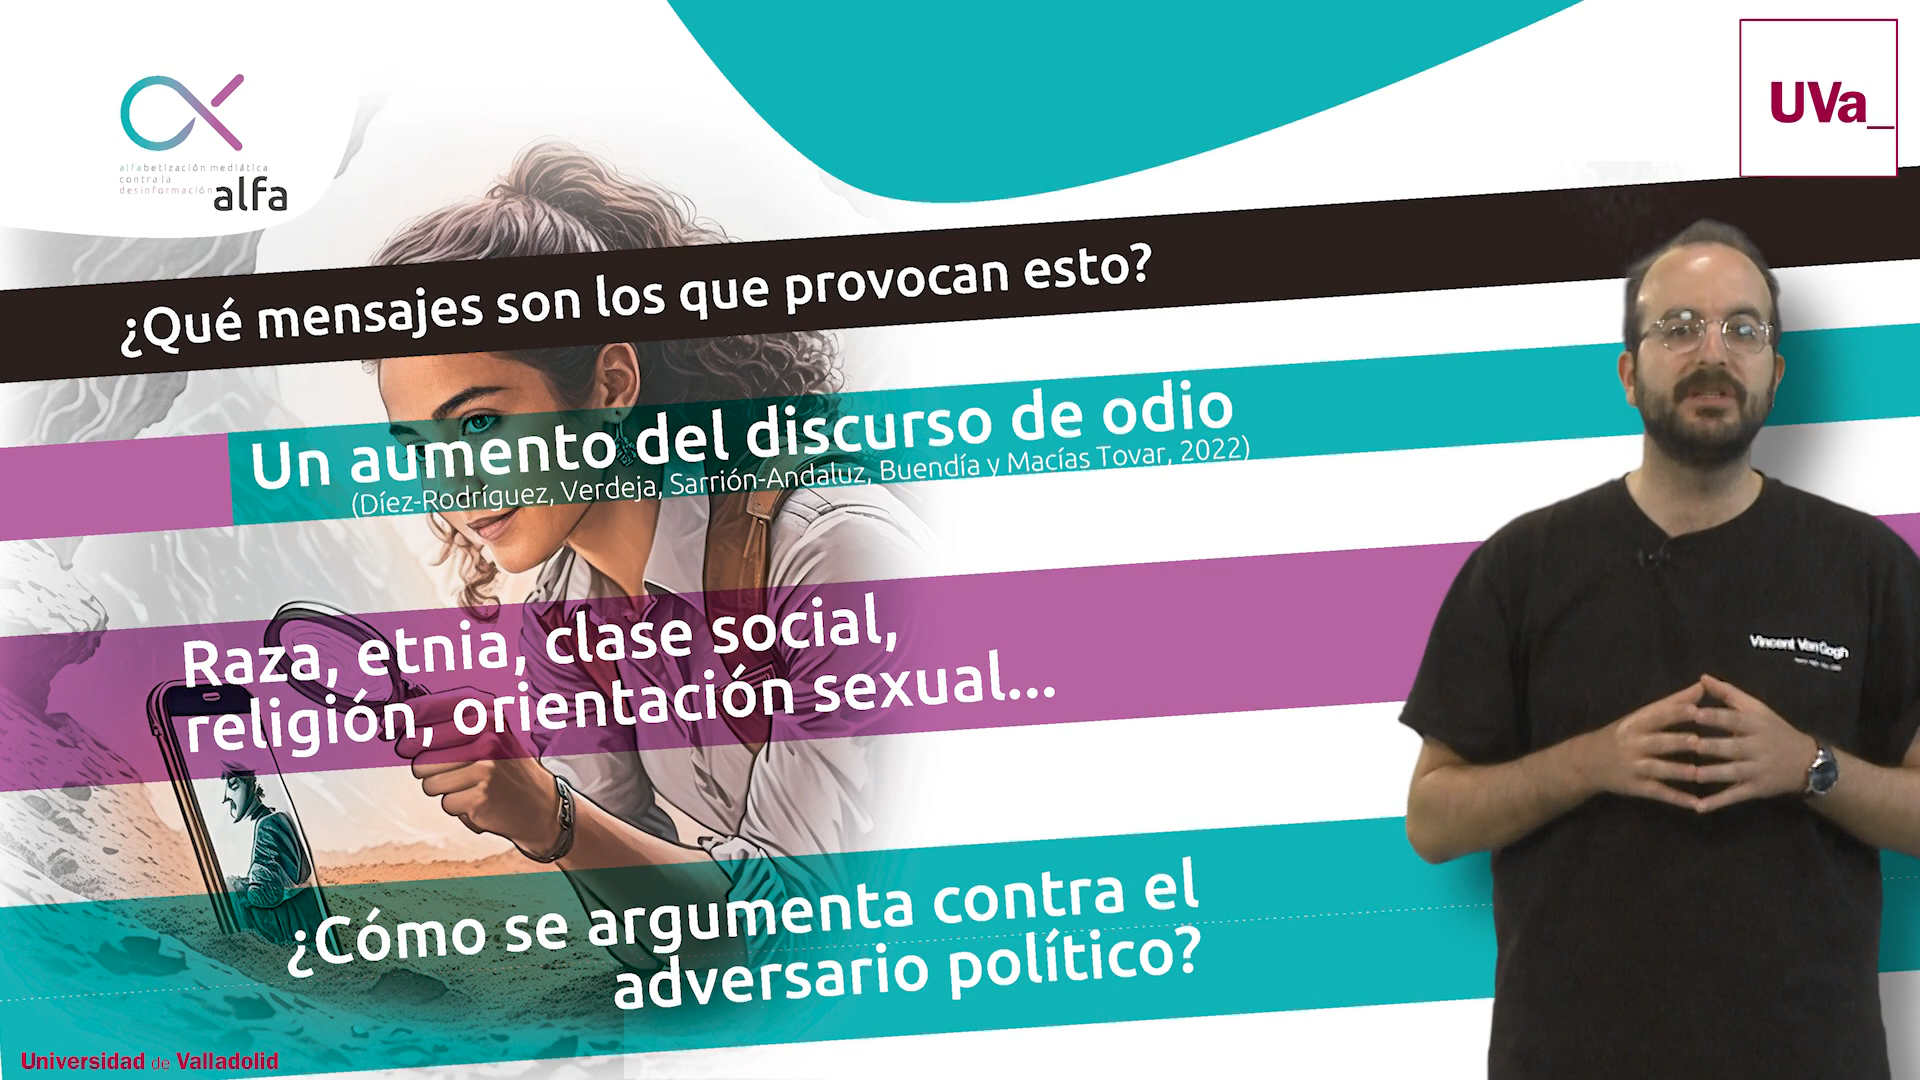 alfabetización mediática
contra la
desinformación
alfa
UVa_
¿Qué mensajes son los que provocan esto?
Un aumento del discurso de odio
(Díez-Rodríguez, Verdeja, Sarrión-Andaluz, Buendía y Macías Tovar, 2022)
Raza, etnia, clase social,
religión, orientación sexual...
Vincent Van Gogh
¿Cómo se argumenta contra el
adversario político?
Universidad de Valladolid